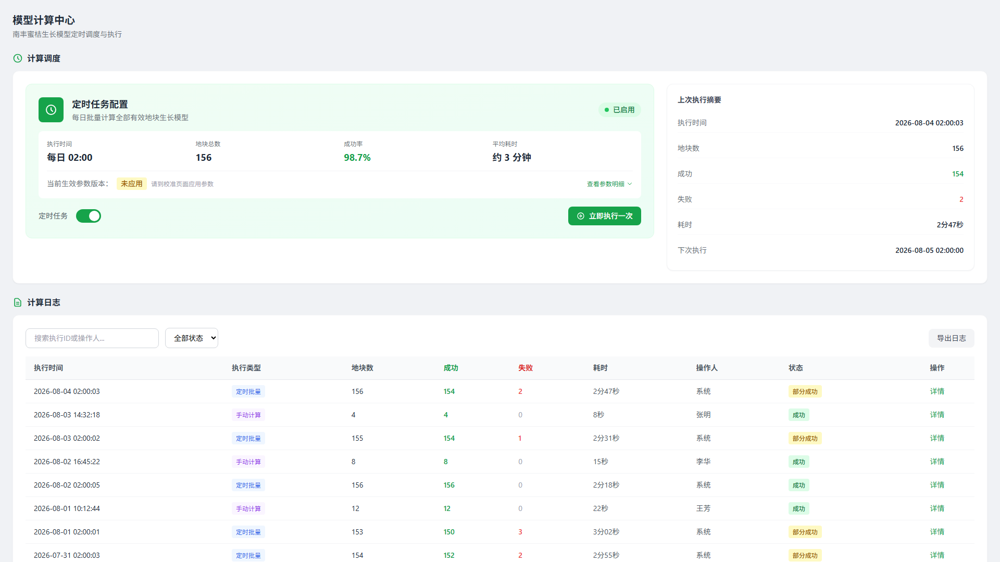 模型计算中心
南丰蜜桔生长模型定时调度与执行
计算调度
定时任务配置
每日批量计算全部有效地块生长模型
已启用
执行时间 地块总数 成功率 平均耗时
每日 02:00 156 98.7% 约 3 分钟
当前生效参数版本： 未应用 请到校准页面应用参数 查看参数明细
定时任务 立即执行一次
上次执行摘要
执行时间 2026-08-04 02:00:03
地块数 156
成功 154
失败 2
耗时 2分47秒
下次执行 2026-08-05 02:00:00
计算日志
搜索执行ID或操作人... 全部状态 导出日志
执行时间 执行类型 地块数 成功 失败 耗时 操作人 状态 操作
2026-08-04 02:00:03 定时批量 156 154 2 2分47秒 系统 部分成功 详情
2026-08-03 14:32:18 手动计算 4 4 0 8秒 张明 成功 详情
2026-08-03 02:00:02 定时批量 155 154 1 2分31秒 系统 部分成功 详情
2026-08-02 16:45:22 手动计算 8 8 0 15秒 李华 成功 详情
2026-08-02 02:00:05 定时批量 156 156 0 2分18秒 系统 成功 详情
2026-08-01 10:12:44 手动计算 12 12 0 22秒 王芳 成功 详情
2026-08-01 02:00:01 定时批量 153 150 3 3分02秒 系统 部分成功 详情
2026-07-31 02:00:03 定时批量 154 152 2 2分55秒 系统 部分成功 详情